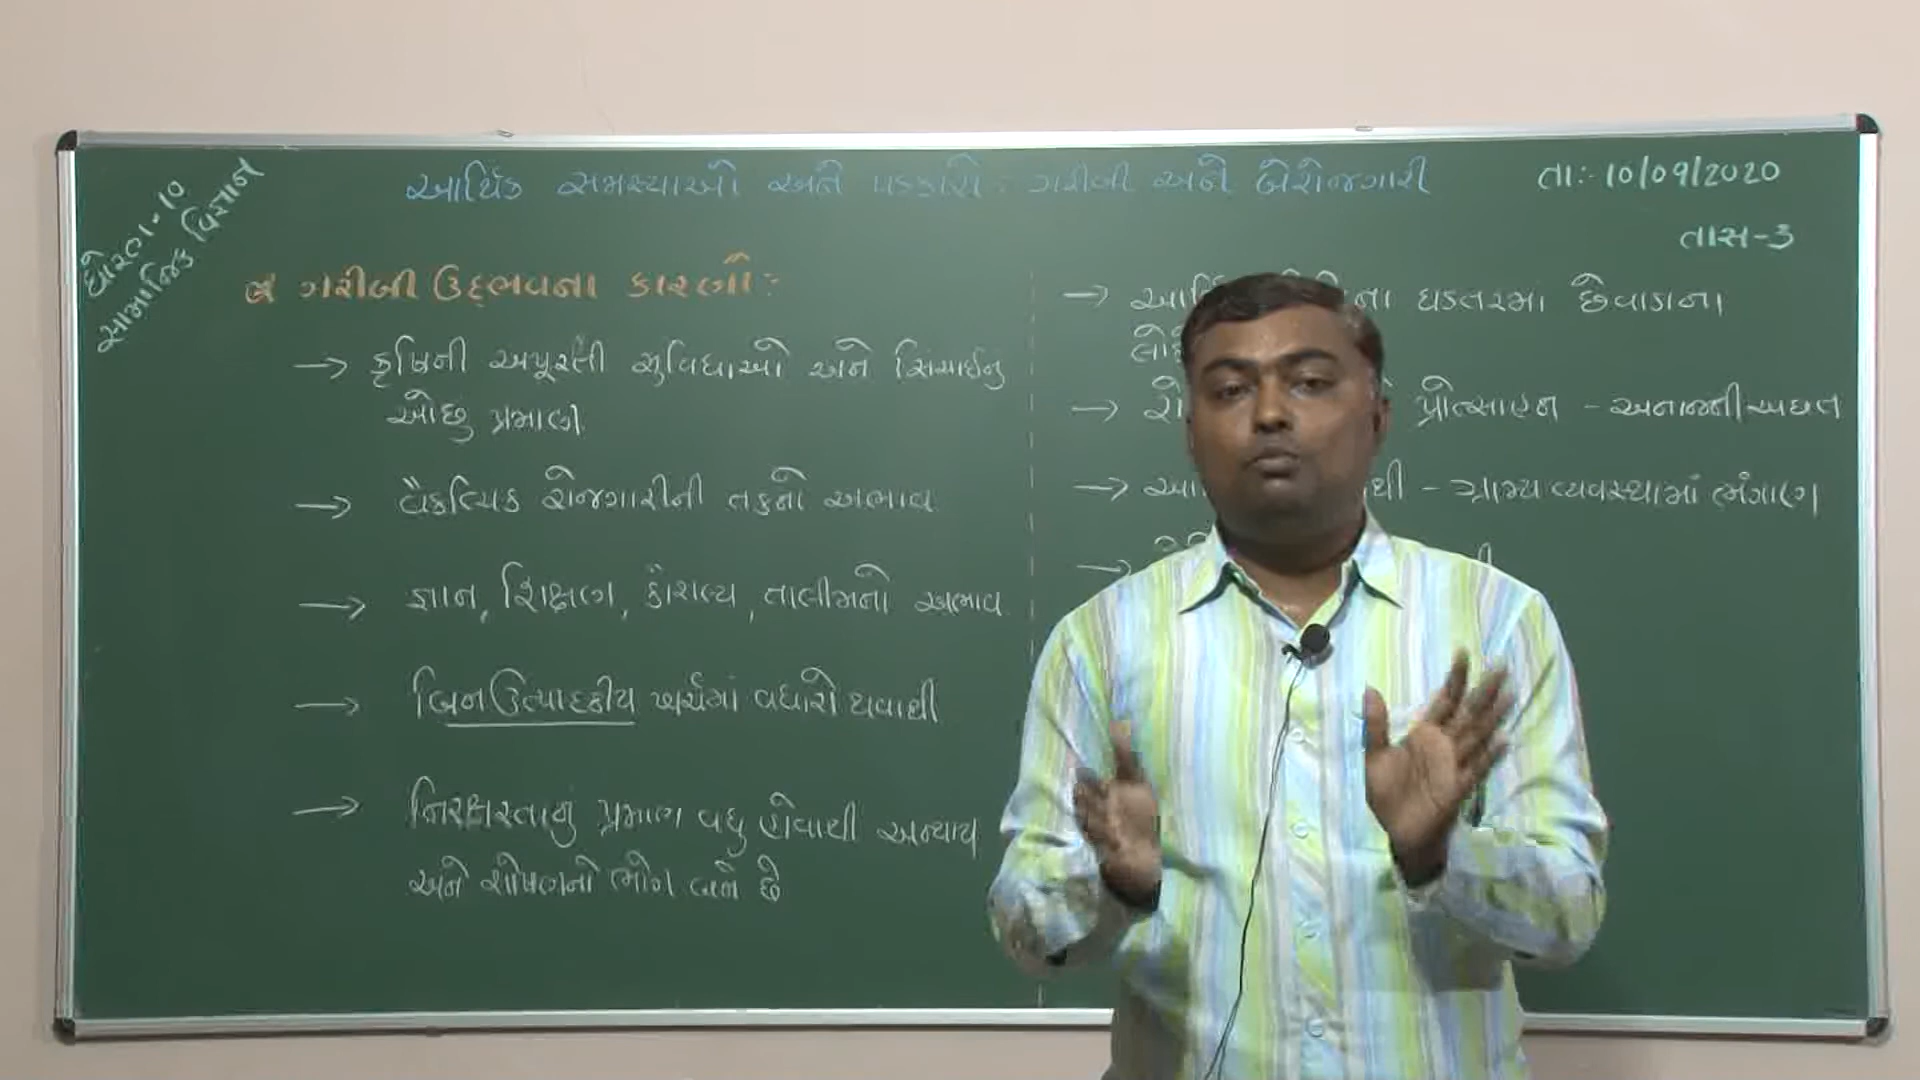 ધોરણ-૧૦
સામાજિક વિજ્ઞાન
આર્થિક સમસ્યાઓ અને પડકારો : ગરીબી અને બેરોજગારી
તા:- 10/09/2020
તાસ-૩
ગરીબી ઉદ્ભવના કારણો :
→ કૃષિની અપૂરતી સુવિધાઓ અને સિંચાઈનુ
ઓછુ પ્રમાણ
→ વૈકલ્પિક રોજગારીની તકનો અભાવ
→ જ્ઞાન, શિક્ષણ, કૌશલ્ય, તાલીમનો અભાવ
→ બિનઉત્પાદકીય ખર્ચમાં વધારો થવાથી
→ નિરક્ષરતાનું પ્રમાણ વધુ હોવાથી અન્યાય
અને શોષણનો ભોગ બને છે
→ ઘડતરમાં છેવાડાના
→ પ્રોત્સાહન - અનાજની અછત
→ થી - ગ્રામ્ય વ્યવસ્થામાં ભંગાણ
→